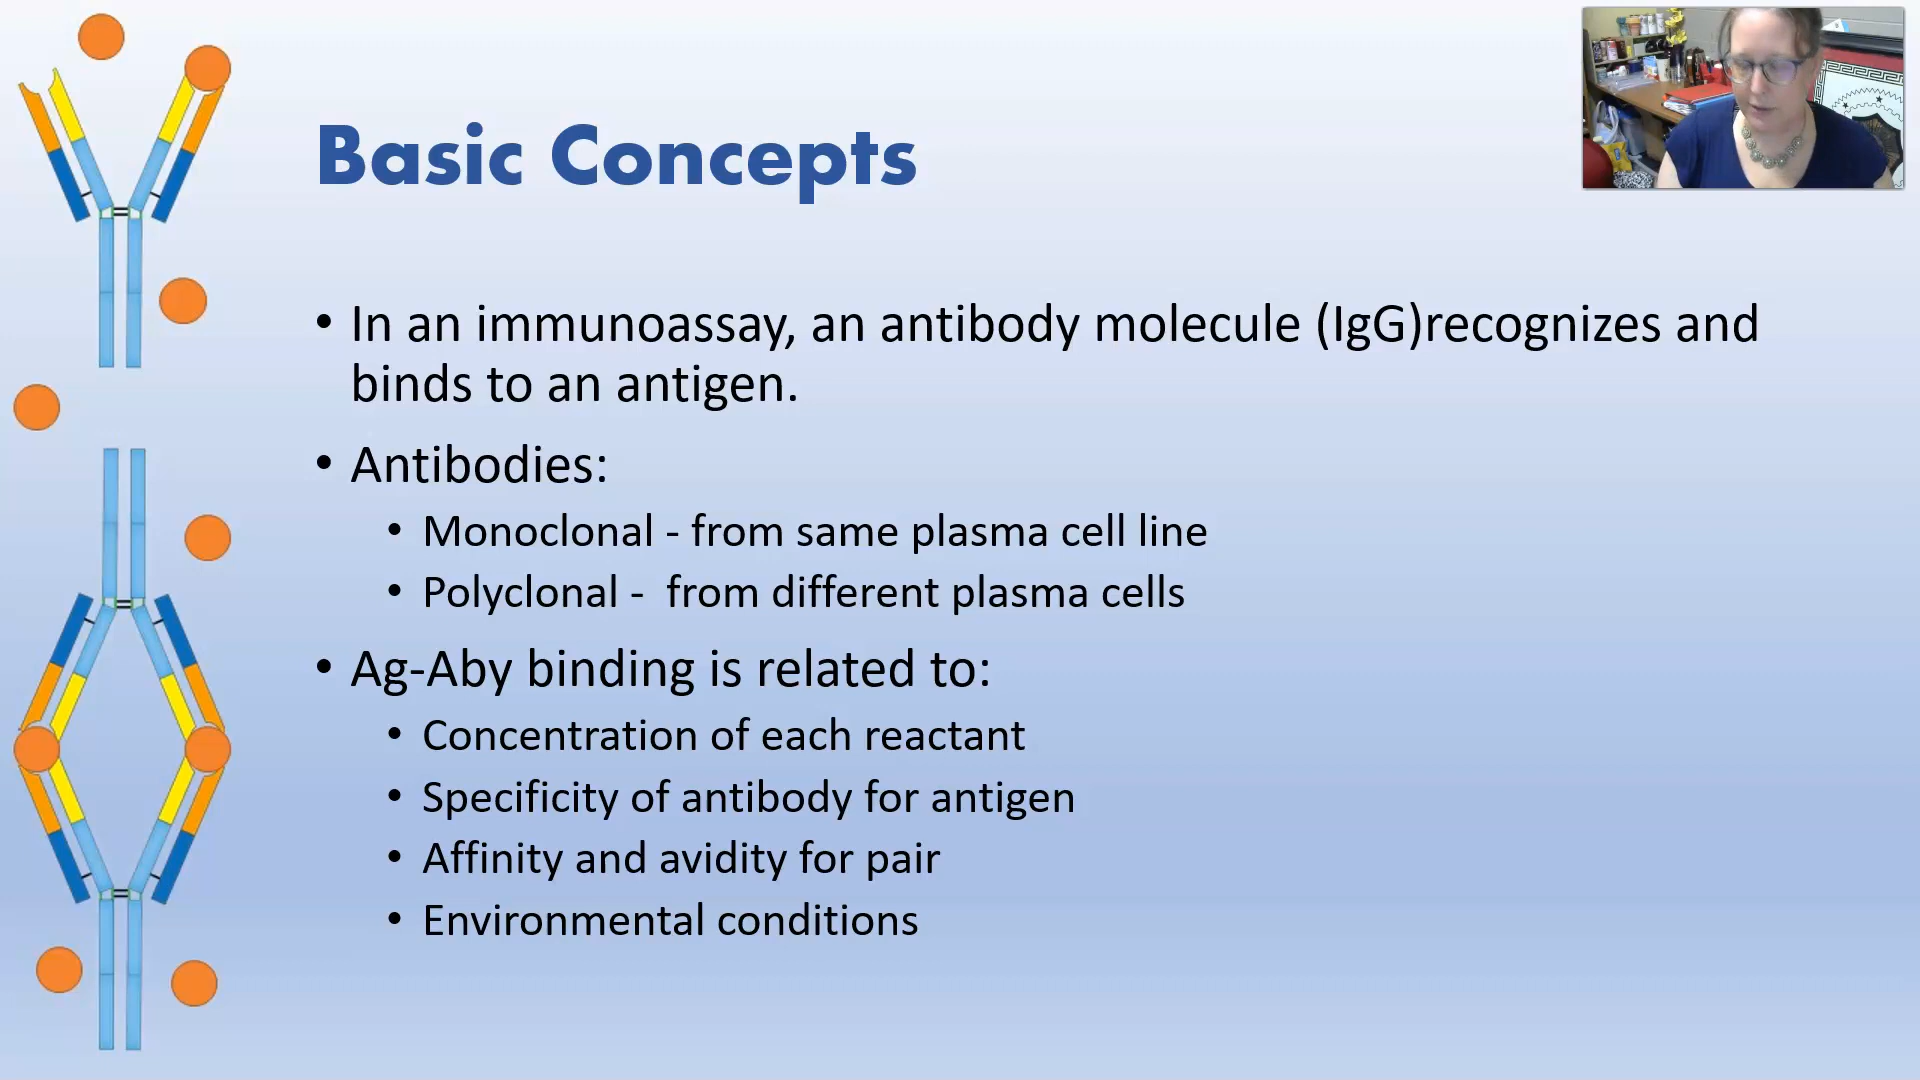 Basic Concepts
• In an immunoassay, an antibody molecule (IgG)recognizes and
binds to an antigen.
• Antibodies:
• Monoclonal - from same plasma cell line
• Polyclonal -  from different plasma cells
• Ag-Aby binding is related to:
• Concentration of each reactant
• Specificity of antibody for antigen
• Affinity and avidity for pair
• Environmental conditions